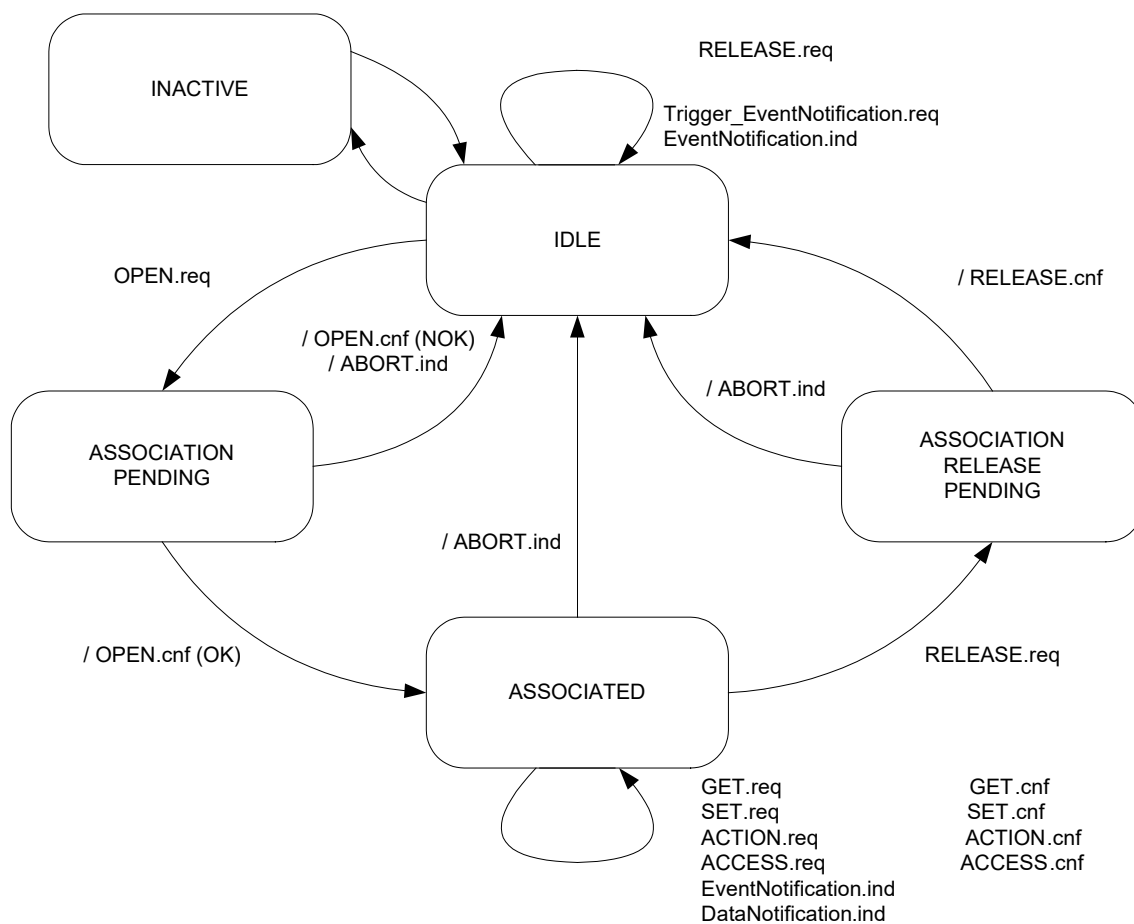 INACTIVE
RELEASE.req
Trigger_EventNotification.req
EventNotification.ind
IDLE
OPEN.req
/ RELEASE.cnf
/ OPEN.cnf (NOK)
/ ABORT.ind
/ ABORT.ind
ASSOCIATION
PENDING
ASSOCIATION
RELEASE
PENDING
/ ABORT.ind
/ OPEN.cnf (OK)
RELEASE.req
ASSOCIATED
GET.req
SET.req
ACTION.req
ACCESS.req
EventNotification.ind
DataNotification.ind
GET.cnf
SET.cnf
ACTION.cnf
ACCESS.cnf